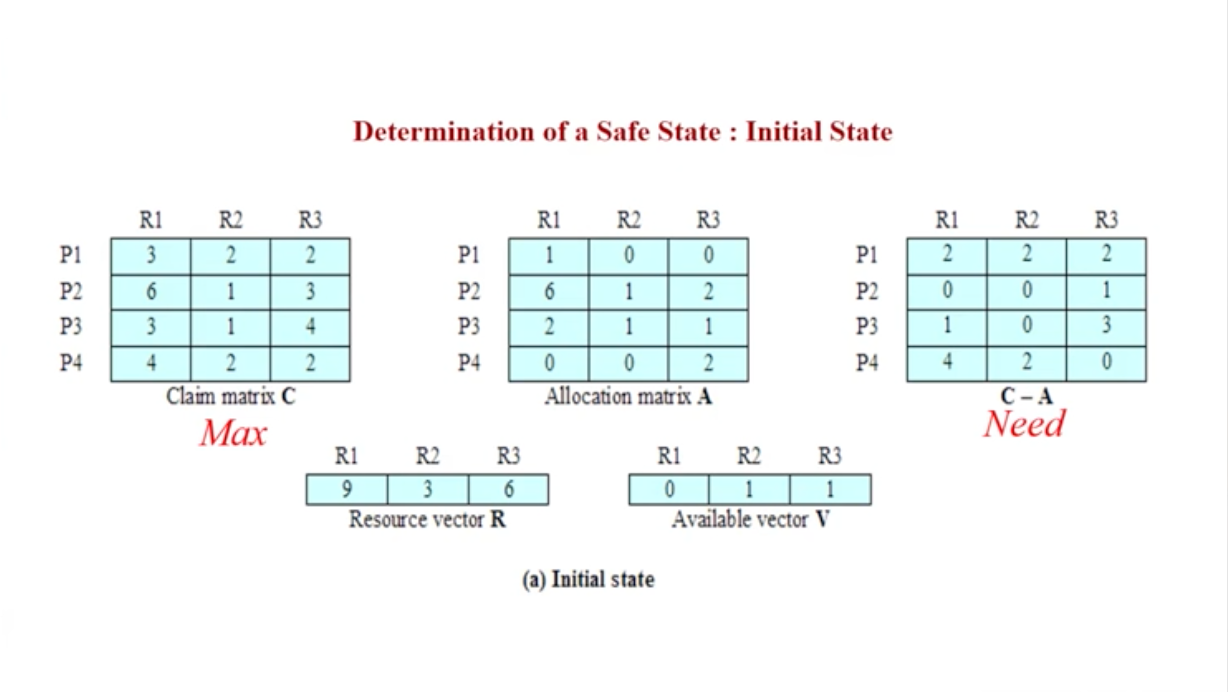 Determination of a Safe State : Initial State
R1 R2 R3
P1 3 2 2
P2 6 1 3
P3 3 1 4
P4 4 2 2
Claim matrix C
Max
R1 R2 R3
P1 1 0 0
P2 6 1 2
P3 2 1 1
P4 0 0 2
Allocation matrix A
R1 R2 R3
P1 2 2 2
P2 0 0 1
P3 1 0 3
P4 4 2 0
C – A
Need
R1 R2 R3
9 3 6
Resource vector R
R1 R2 R3
0 1 1
Available vector V
(a) Initial state